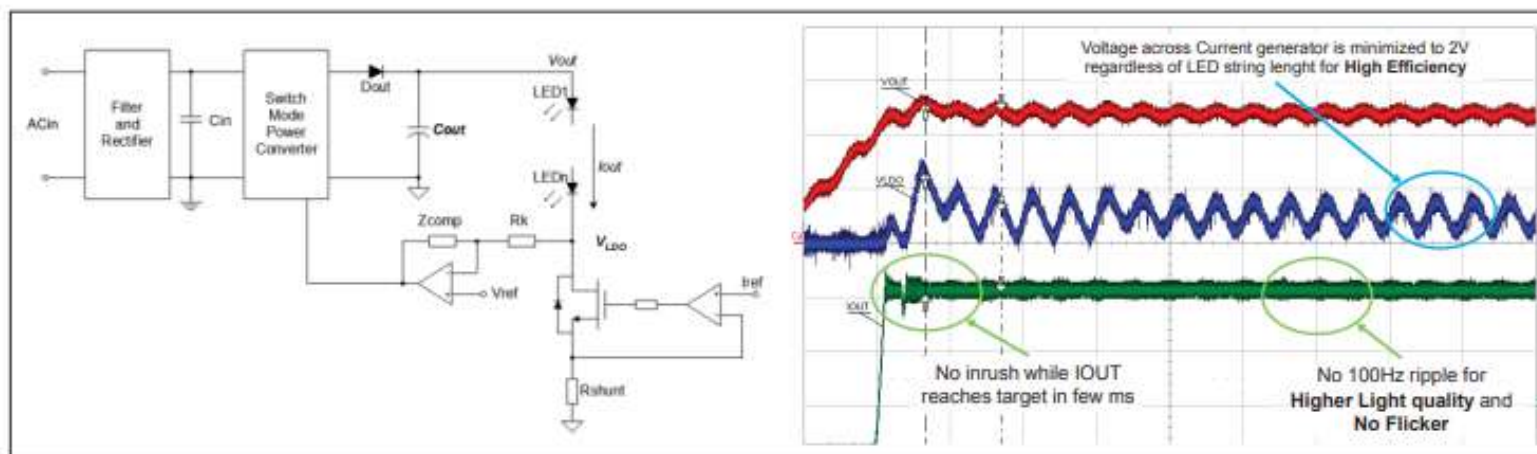 ACin
Filter
and
Rectifier
Cin
Switch
Mode
Power
Converter
Dout
Cout
Vout
LED1
Iout
LEDn
Zcomp
Rk
VLDO
Vref
Iref
Rshunt
Voltage across Current generator is minimized to 2V
regardless of LED string lenght for High Efficiency
VOUT
VLDO
IOUT
No inrush while IOUT
reaches target in few ms
No 100Hz ripple for
Higher Light quality and
No Flicker